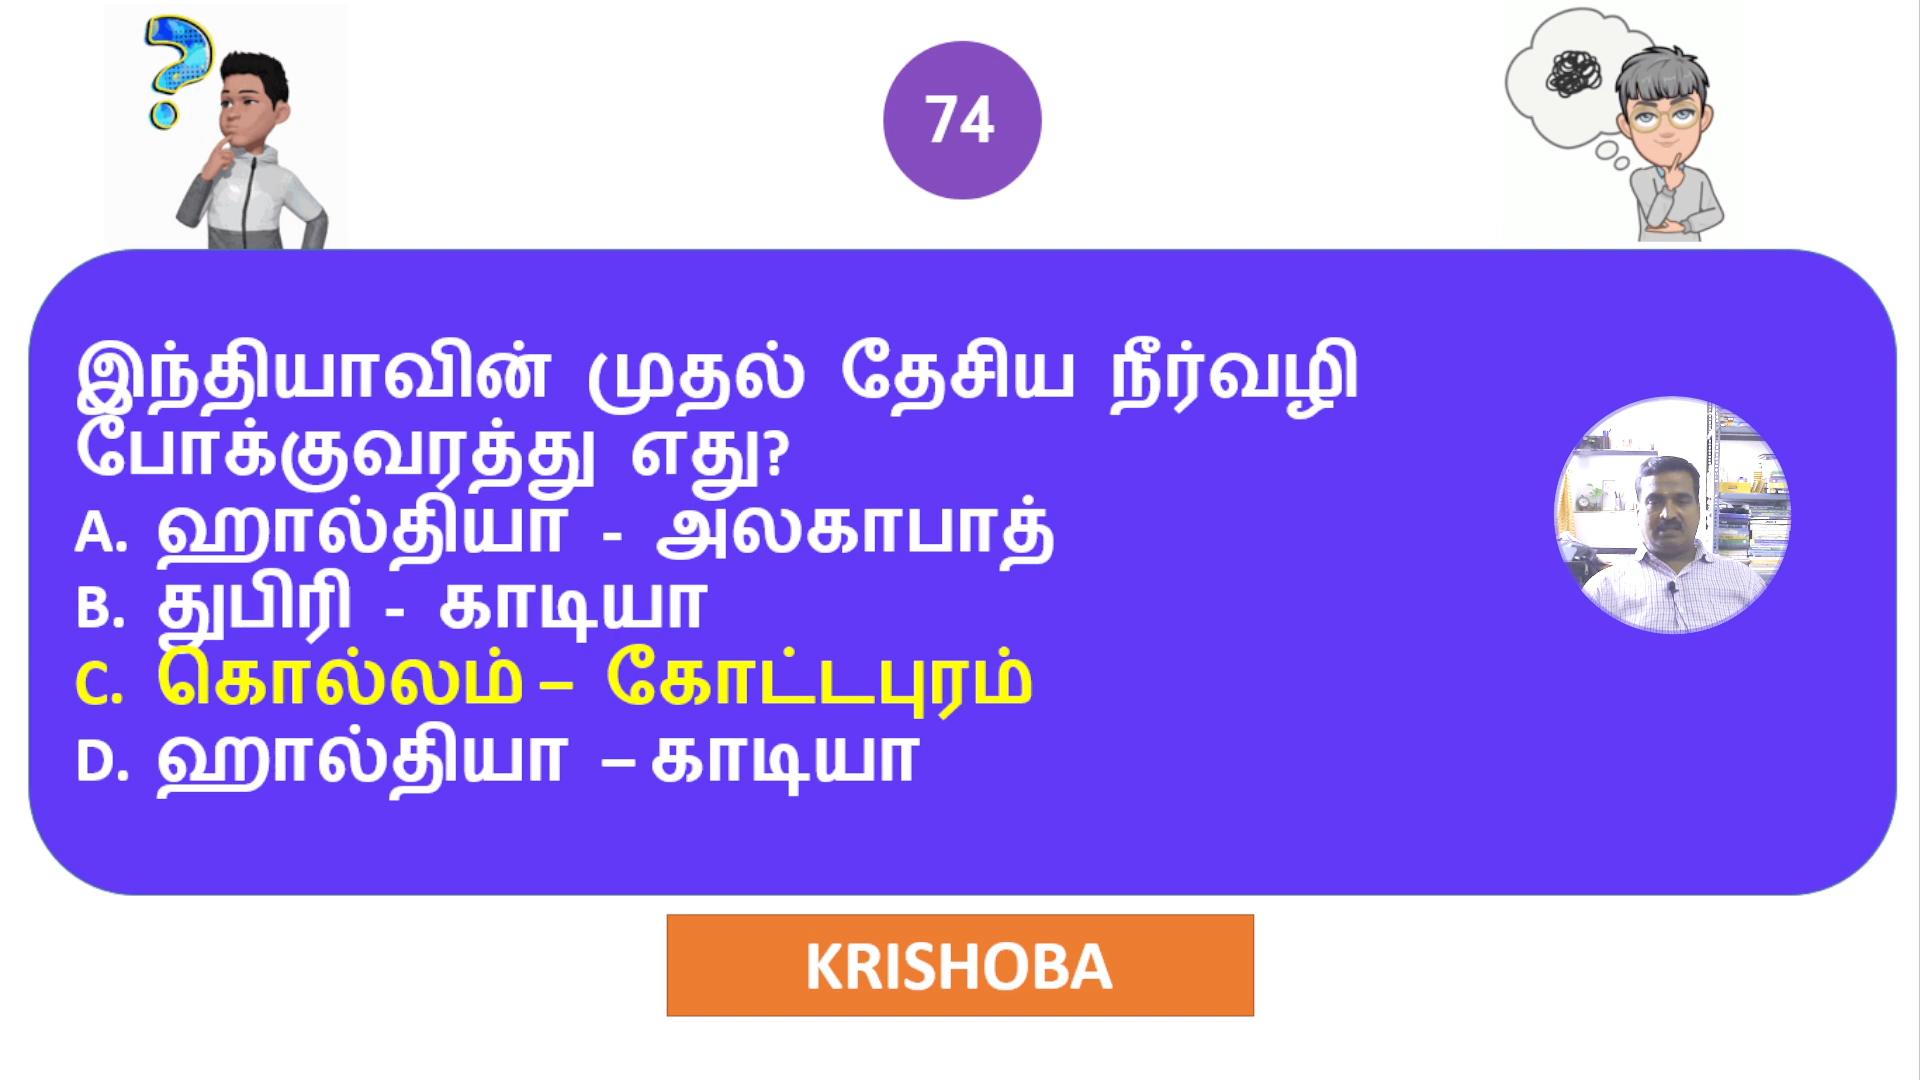 74
இந்தியாவின் முதல் தேசிய நீர்வழி
போக்குவரத்து எது?
A. ஹால்தியா - அலகாபாத்
B. துபிரி - காடியா
C. கொல்லம் – கோட்டபுரம்
D. ஹால்தியா – காடியா
KRISHOBA